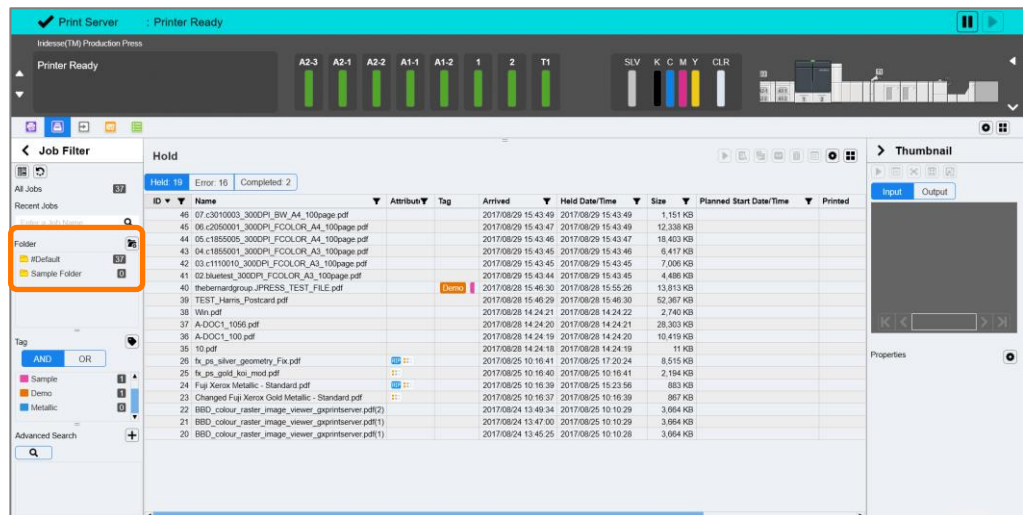 Print Server : Printer Ready
Iridesse(TM) Production Press
Printer Ready
A2-3 A2-1 A2-2 A1-1 A1-2 1 2 T1 SLV K C M Y CLR
Job Filter
Hold
Thumbnail
All Jobs 37
Held: 19 Error: 16 Completed: 2
Input Output
Recent Jobs
ID Name Attribut Tag Arrived Held Date/Time Size Planned Start Date/Time Printed
Enter a Job Name
Folder
#Default 37
Sample Folder 0
46 07.c3010003_300DPI_BW_A4_100page.pdf 2017/08/29 15:43:49 2017/08/29 15:43:49 1,151 KB
45 06.c2050001_300DPI_FCOLOR_A4_100page.pdf 2017/08/29 15:43:47 2017/08/29 15:43:49 12,338 KB
44 05.c1855005_300DPI_FCOLOR_A4_100page.pdf 2017/08/29 15:43:46 2017/08/29 15:43:47 18,403 KB
43 04.c1855001_300DPI_FCOLOR_A3_100page.pdf 2017/08/29 15:43:45 2017/08/29 15:43:46 6,417 KB
42 03.c1110010_300DPI_FCOLOR_A3_100page.pdf 2017/08/29 15:43:45 2017/08/29 15:43:45 7,006 KB
41 02.bluetest_300DPI_FCOLOR_A3_100page.pdf 2017/08/29 15:43:44 2017/08/29 15:43:45 4,486 KB
40 thebernardgroup.JPRESS_TEST_FILE.pdf Demo 2017/08/28 15:46:30 2017/08/28 15:55:26 13,813 KB
39 TEST_Harris_Postcard.pdf 2017/08/28 15:46:29 2017/08/28 15:46:30 52,367 KB
38 Win.pdf 2017/08/28 14:24:21 2017/08/28 14:24:22 2,740 KB
37 A-DOC1_1056.pdf 2017/08/28 14:24:20 2017/08/28 14:24:21 28,303 KB
36 A-DOC1_100.pdf 2017/08/28 14:24:19 2017/08/28 14:24:20 10,419 KB
35 10.pdf 2017/08/28 14:24:18 2017/08/28 14:24:19 11 KB
26 fx_ps_silver_geometry_Fix.pdf 2017/08/25 10:16:41 2017/08/25 17:20:24 8,515 KB
25 fx_ps_gold_koi_mod.pdf 2017/08/25 10:16:40 2017/08/25 10:16:41 2,194 KB
24 Fuji Xerox Metallic - Standard.pdf 2017/08/25 10:16:39 2017/08/25 15:23:56 883 KB
23 Changed Fuji Xerox Gold Metallic - Standard.pdf 2017/08/25 10:16:37 2017/08/25 10:16:39 867 KB
22 BBD_colour_raster_image_viewer_gxprintserver.pdf(2) 2017/08/24 13:49:34 2017/08/25 10:10:29 3,664 KB
21 BBD_colour_raster_image_viewer_gxprintserver.pdf(1) 2017/08/24 13:47:00 2017/08/25 10:10:29 3,664 KB
20 BBD_colour_raster_image_viewer_gxprintserver.pdf(1) 2017/08/24 13:45:25 2017/08/25 10:10:28 3,664 KB
Tag
AND OR
Sample 1
Demo 1
Metallic 0
Advanced Search
Properties